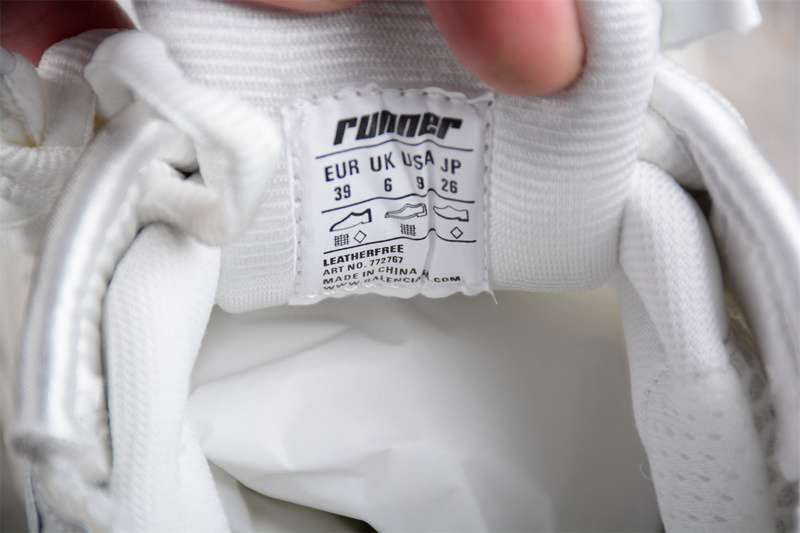 runner
EUR UK USA JP
39 6 9 26
LEATHERFREE
ART NO. 772767
MADE IN CHINA